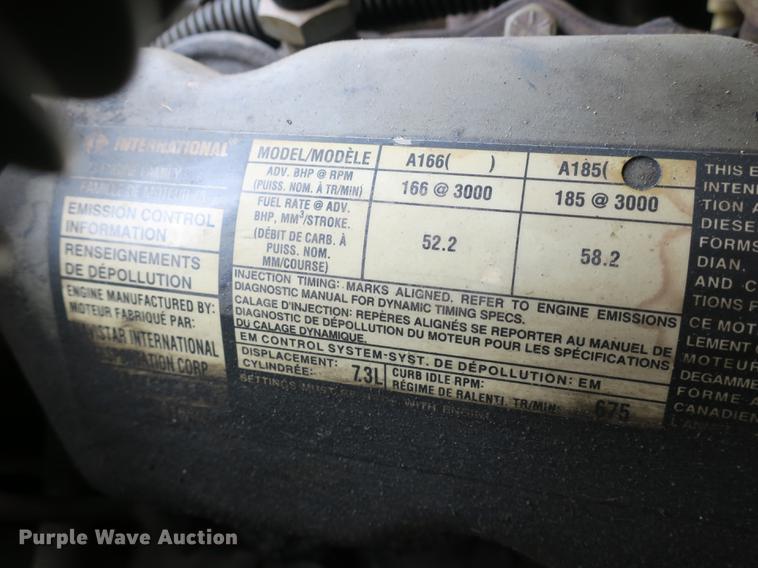 INTERNATIONAL
EMISSION CONTROL
INFORMATION
RENSEIGNEMENTS
DE DÉPOLLUTION
ENGINE MANUFACTURED BY:
MOTEUR FABRIQUÉ PAR:
INTERNATIONAL
CORP.
MODEL/MODÈLE A166( ) A185(
ADV. BHP @ RPM
(PUISS. NOM. À TR/MIN) 166 @ 3000 185 @ 3000
FUEL RATE @ ADV.
BHP, MM³/STROKE.
(DÉBIT DE CARB. À
PUISS. NOM.
MM/COURSE) 52.2 58.2
INJECTION TIMING: MARKS ALIGNED. REFER TO ENGINE EMISSIONS
DIAGNOSTIC MANUAL FOR DYNAMIC TIMING SPECS.
CALAGE D'INJECTION: REPÈRES ALIGNÉS SE REPORTER AU MANUEL DE
DIAGNOSTIC DE DÉPOLLUTION DU MOTEUR POUR LES SPÉCIFICATIONS
DU CALAGE DYNAMIQUE.
EM CONTROL SYSTEM-SYST. DE DÉPOLLUTION: EM
DISPLACEMENT:
CYLINDRÉE: 7.3L
CURB IDLE RPM:
RÉGIME DE RALENTI, TR/MIN: 675
SETTINGS MUST WITH
THIS E
INTEN
TION A
DIESE
FORMS
DIAN,
AND C
TIONS F
CE MOT
LEMENT
MOTEUR
DEGAMME
FORME A
CANADIEN
Purple Wave Auction